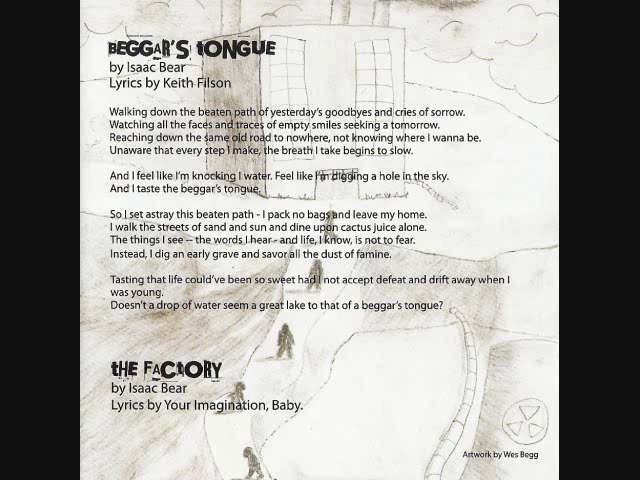 BEGGAR'S TONGUE
by Isaac Bear
Lyrics by Keith Filson
Walking down the beaten path of yesterday's goodbyes and cries of sorrow.
Watching all the faces and traces of empty smiles seeking a tomorrow.
Reaching down the same old road to nowhere, not knowing where I wanna be.
Unaware that every step I make, the breath I take begins to slow.
And I feel like I'm knocking I water. Feel like I'm digging a hole in the sky.
And I taste the beggar's tongue.
So I set astray this beaten path - I pack no bags and leave my home.
I walk the streets of sand and sun and dine upon cactus juice alone.
The things I see -- the words I hear - and life, I know, is not to fear.
Instead, I dig an early grave and savor all the dust of famine.
Tasting that life could've been so sweet had I not accept defeat and drift away when I
was young.
Doesn't a drop of water seem a great lake to that of a beggar's tongue?
THE FACTORY
by Isaac Bear
Lyrics by Your Imagination, Baby.
Artwork by Wes Begg